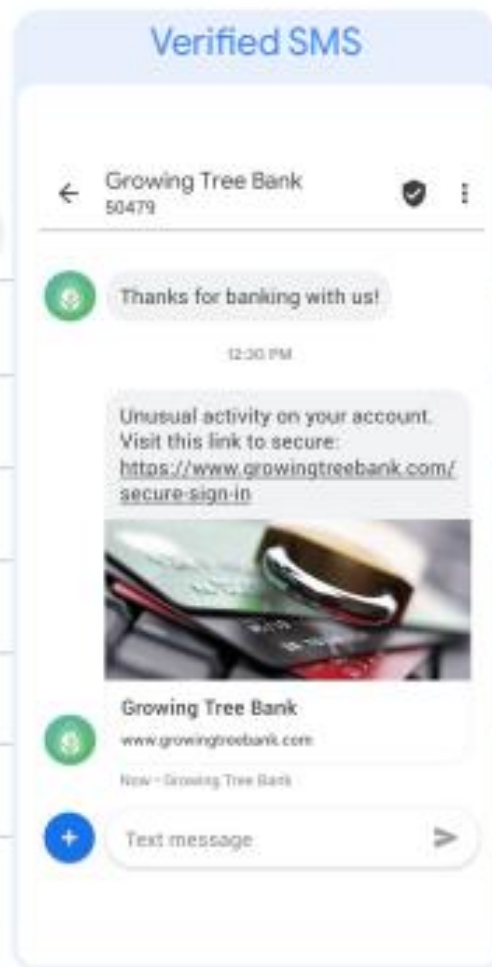 Verified SMS
Growing Tree Bank
50479
Thanks for banking with us!
12:30 PM
Unusual activity on your account.
Visit this link to secure:
https://www.growingtreebank.com/
secure-sign-in
Growing Tree Bank
www.growingtreebank.com
Now • Growing Tree Bank
Text message